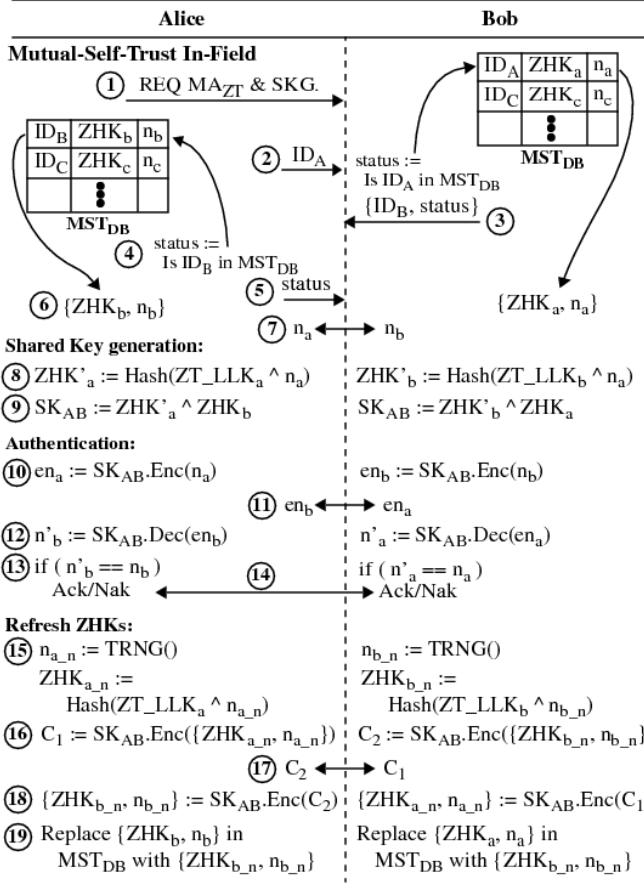 Alice Bob
Mutual-Self-Trust In-Field
① REQ MA_ZT & SKG.
ID_A ZHK_a n_a
ID_C ZHK_c n_c
MST_DB
ID_B ZHK_b n_b
ID_C ZHK_c n_c
MST_DB
② ID_A
status :=
Is ID_A in MST_DB
{ID_B, status} ③
④ status :=
Is ID_B in MST_DB
⑤ status
⑥ {ZHK_b, n_b} {ZHK_a, n_a}
⑦ n_a n_b
Shared Key generation:
⑧ ZHK'_a := Hash(ZT_LLK_a ^ n_a) ZHK'_b := Hash(ZT_LLK_b ^ n_a)
⑨ SK_AB := ZHK'_a ^ ZHK_b SK_AB := ZHK'_b ^ ZHK_a
Authentication:
⑩ en_a := SK_AB.Enc(n_a) en_b := SK_AB.Enc(n_b)
⑪ en_b en_a
⑫ n'_b := SK_AB.Dec(en_b) n'_a := SK_AB.Dec(en_a)
⑬ if ( n'_b == n_b ) if ( n'_a == n_a )
Ack/Nak ⑭ Ack/Nak
Refresh ZHKs:
⑮ n_a_n := TRNG() n_b_n := TRNG()
ZHK_a_n := ZHK_b_n :=
Hash(ZT_LLK_a ^ n_a_n) Hash(ZT_LLK_b ^ n_b_n)
⑯ C_1 := SK_AB.Enc({ZHK_a_n, n_a_n}) C_2 := SK_AB.Enc({ZHK_b_n, n_b_n}
⑰ C_2 C_1
⑱ {ZHK_b_n, n_b_n} := SK_AB.Enc(C_2) {ZHK_a_n, n_a_n} := SK_AB.Enc(C_1
⑲ Replace {ZHK_b, n_b} in Replace {ZHK_a, n_a} in
MST_DB with {ZHK_b_n, n_b_n} MST_DB with {ZHK_b_n, n_b_n}